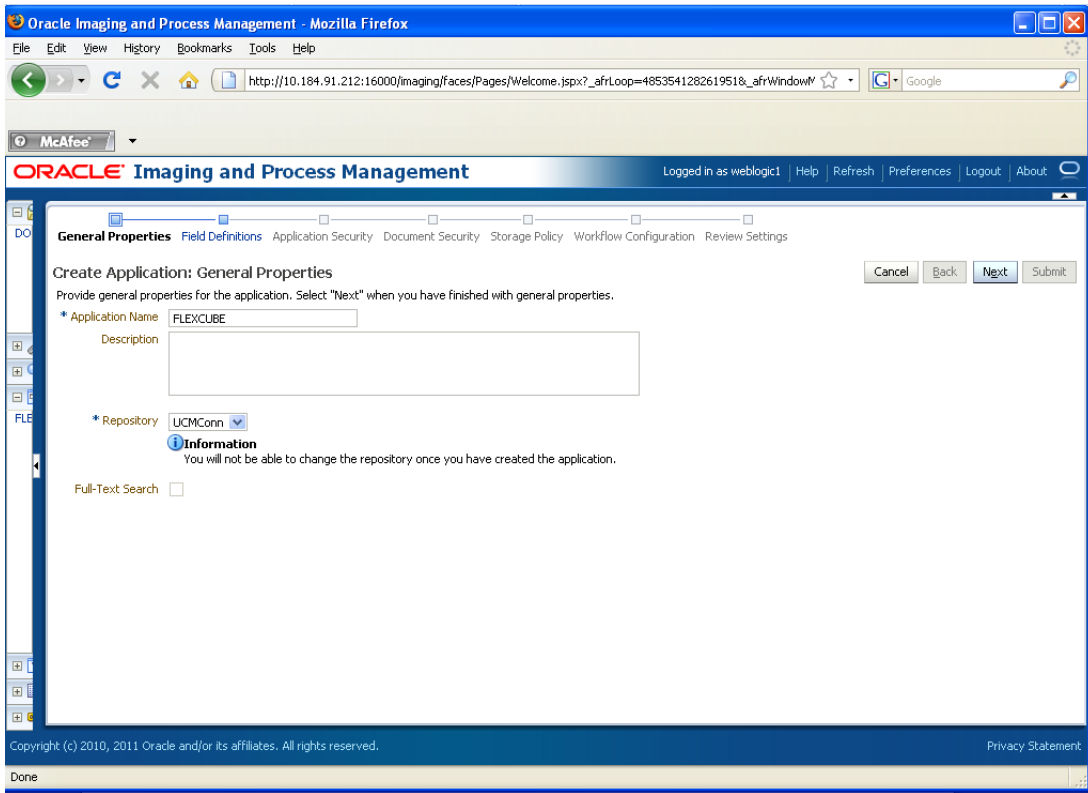 Oracle Imaging and Process Management - Mozilla Firefox
File Edit View History Bookmarks Tools Help
http://10.184.91.212:16000/imaging/faces/Pages/Welcome.jspx?_afrLoop=485354128261951&_afrWindowM
G Google
McAfee
ORACLE Imaging and Process Management
Logged in as weblogic1 | Help | Refresh | Preferences | Logout | About
DO
General Properties Field Definitions Application Security Document Security Storage Policy Workflow Configuration Review Settings
Create Application: General Properties
Cancel Back Next Submit
Provide general properties for the application. Select "Next" when you have finished with general properties.
* Application Name FLEXCUBE
Description
FLE
* Repository UCMConn
Information
You will not be able to change the repository once you have created the application.
Full-Text Search
Copyright (c) 2010, 2011 Oracle and/or its affiliates. All rights reserved.
Privacy Statement
Done